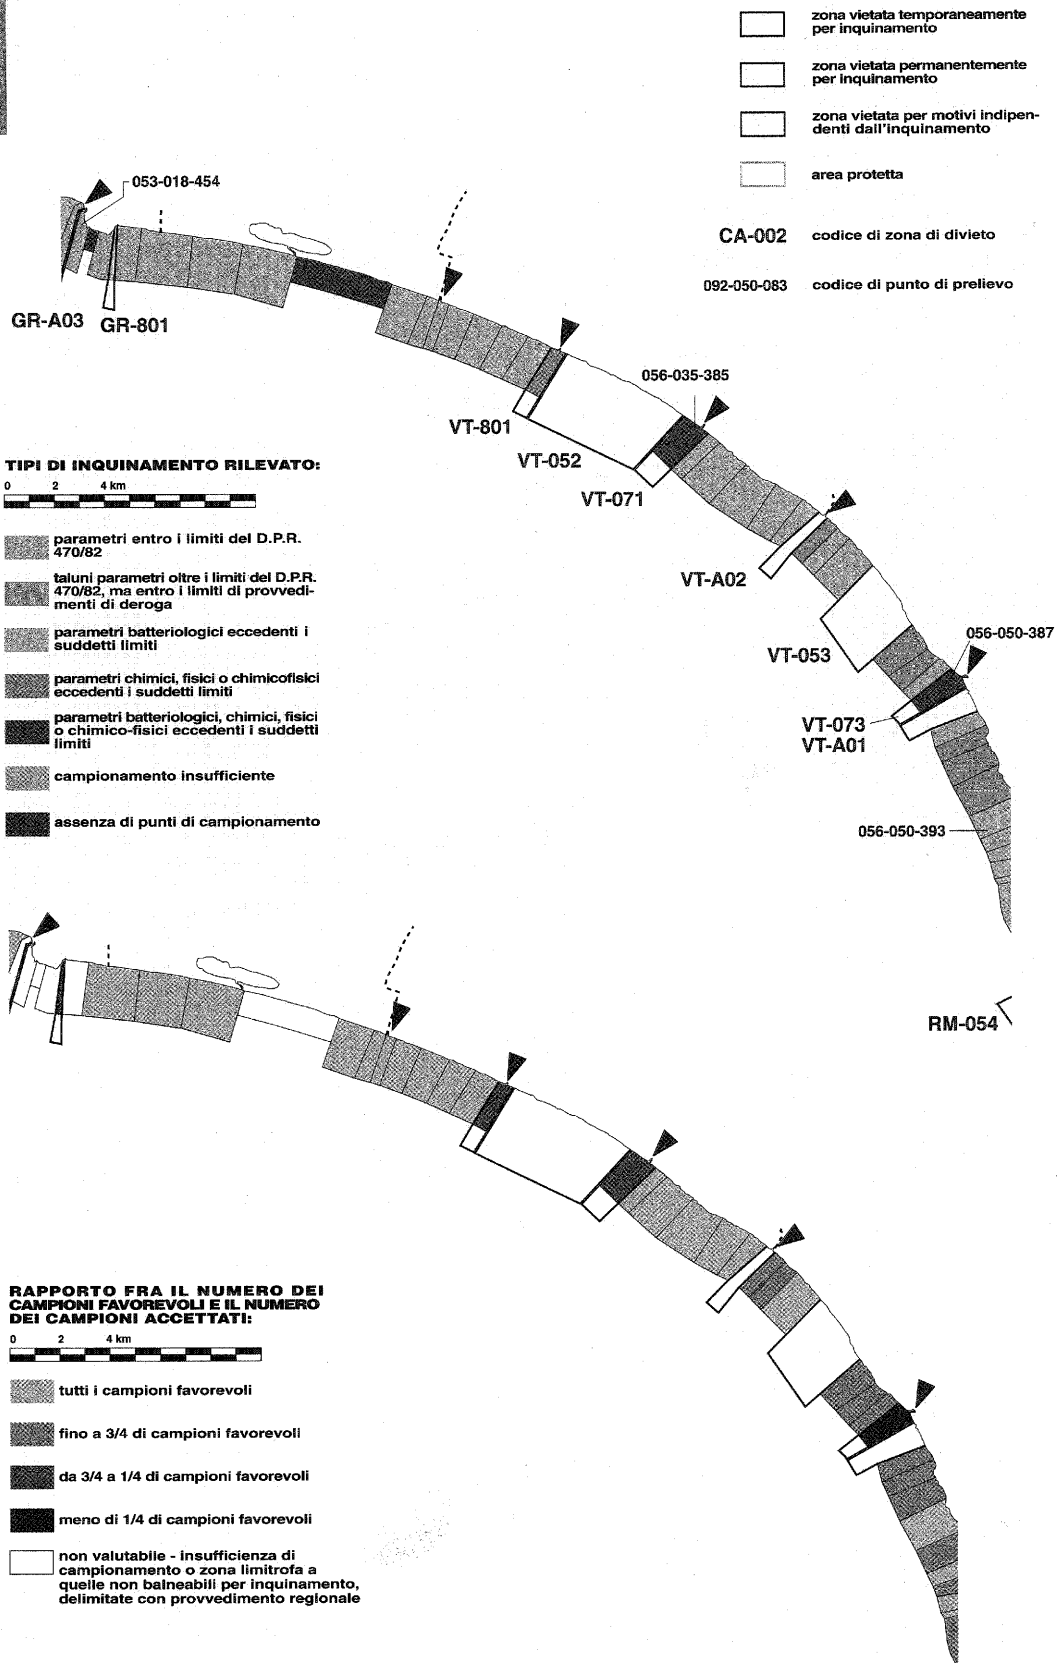 zona vietata temporaneamente
per inquinamento
zona vietata permanentemente
per inquinamento
zona vietata per motivi indipen-
denti dall'inquinamento
area protetta
CA-002 codice di zona di divieto
092-050-083 codice di punto di prelievo
053-018-454
GR-A03 GR-801
056-035-385
VT-801
VT-052
VT-071
VT-A02
056-050-387
VT-053
VT-073
VT-A01
056-050-393
TIPI DI INQUINAMENTO RILEVATO:
0 2 4 km
parametri entro i limiti del D.P.R.
470/82
taluni parametri oltre i limiti del D.P.R.
470/82, ma entro i limiti di provvedi-
menti di deroga
parametri batteriologici eccedenti i
suddetti limiti
parametri chimici, fisici o chimicofisici
eccedenti i suddetti limiti
parametri batteriologici, chimici, fisici
o chimico-fisici eccedenti i suddetti
limiti
campionamento insufficiente
assenza di punti di campionamento
RM-054
RAPPORTO FRA IL NUMERO DEI
CAMPIONI FAVOREVOLI E IL NUMERO
DEI CAMPIONI ACCETTATI:
0 2 4 km
tutti i campioni favorevoli
fino a 3/4 di campioni favorevoli
da 3/4 a 1/4 di campioni favorevoli
meno di 1/4 di campioni favorevoli
non valutabile - insufficienza di
campionamento o zona limitrofa a
quelle non balneabili per inquinamento,
delimitate con provvedimento regionale